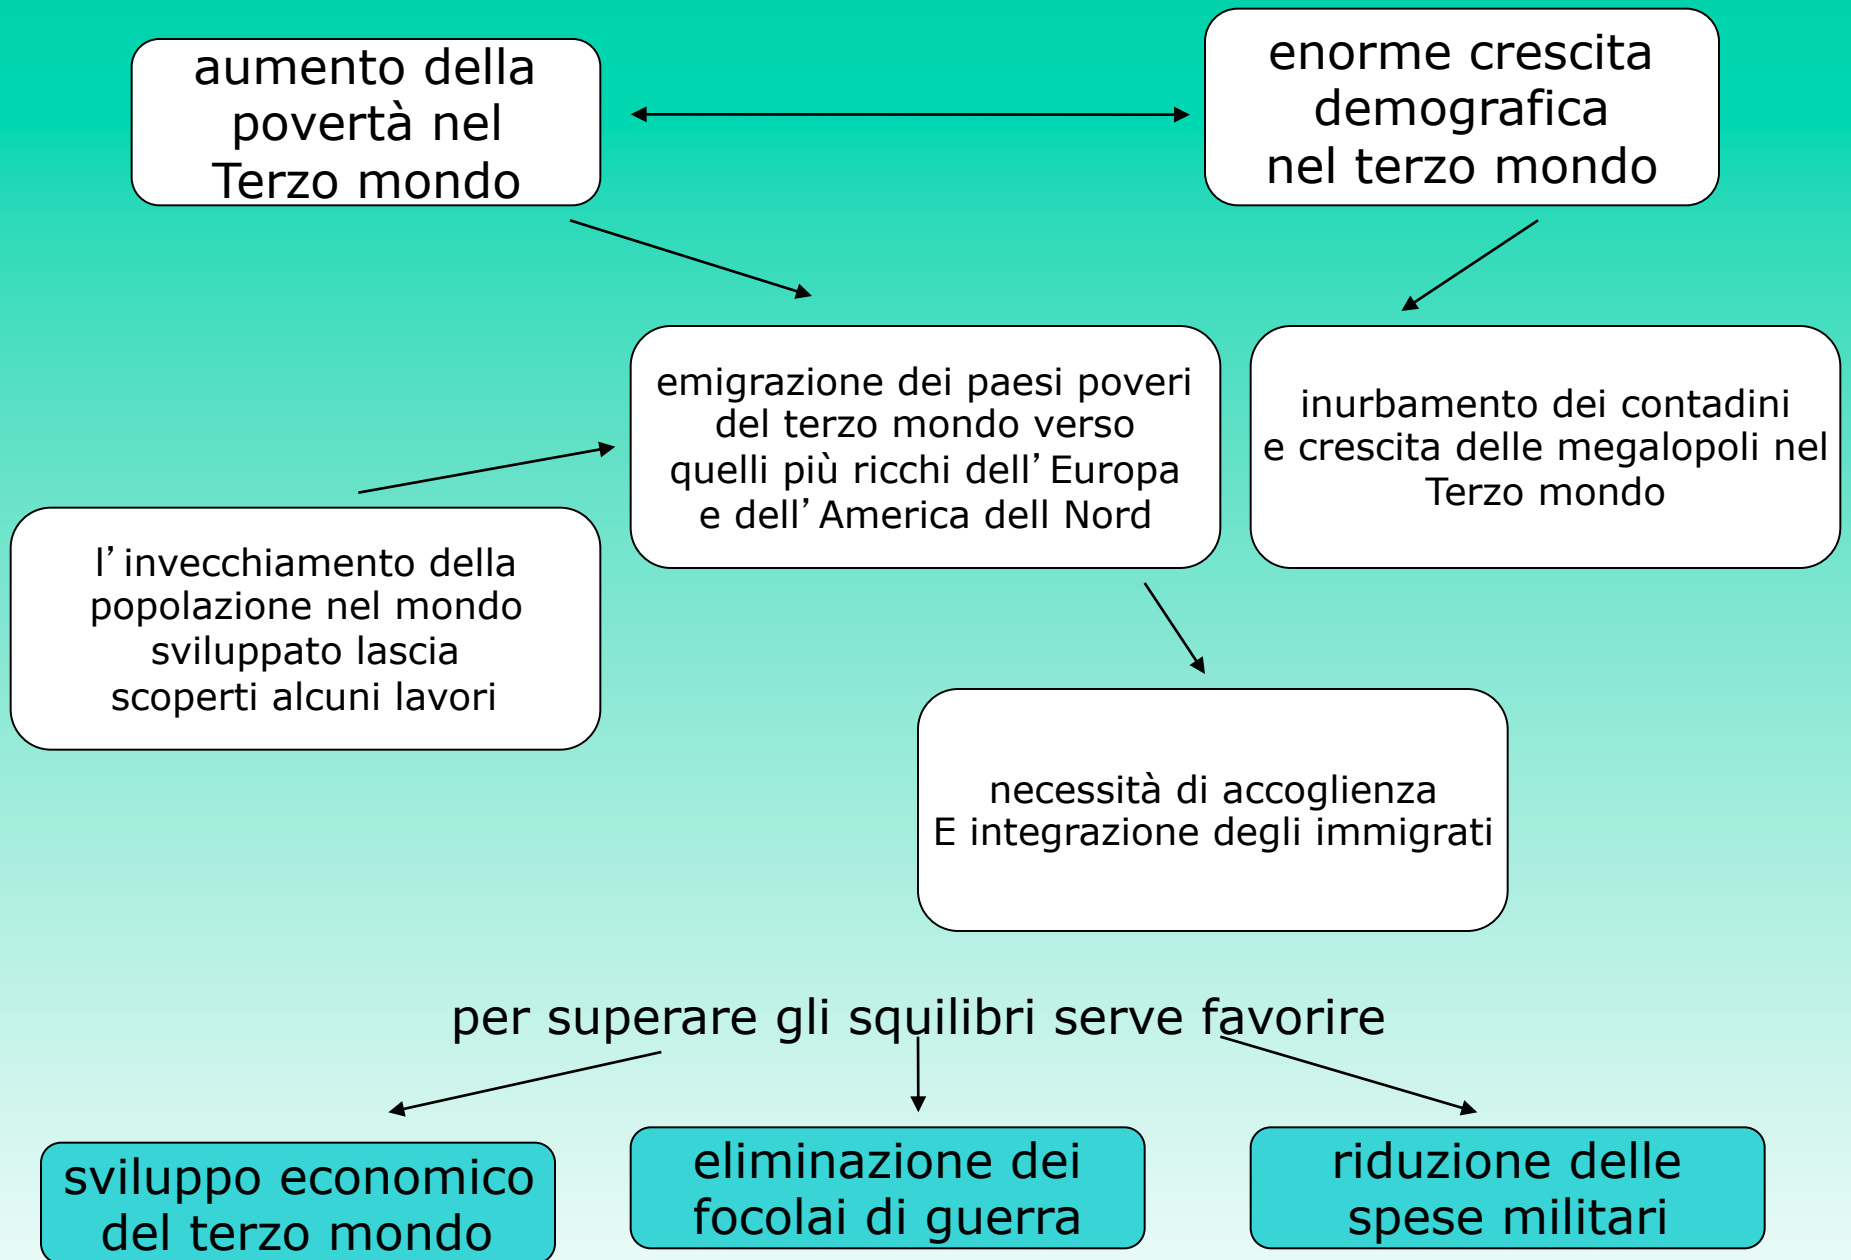 aumento della
povertà nel
Terzo mondo
enorme crescita
demografica
nel terzo mondo
emigrazione dei paesi poveri
del terzo mondo verso
quelli più ricchi dell’Europa
e dell’America dell Nord
inurbamento dei contadini
e crescita delle megalopoli nel
Terzo mondo
l’invecchiamento della
popolazione nel mondo
sviluppato lascia
scoperti alcuni lavori
necessità di accoglienza
E integrazione degli immigrati
per superare gli squilibri serve favorire
sviluppo economico
del terzo mondo
eliminazione dei
focolai di guerra
riduzione delle
spese militari